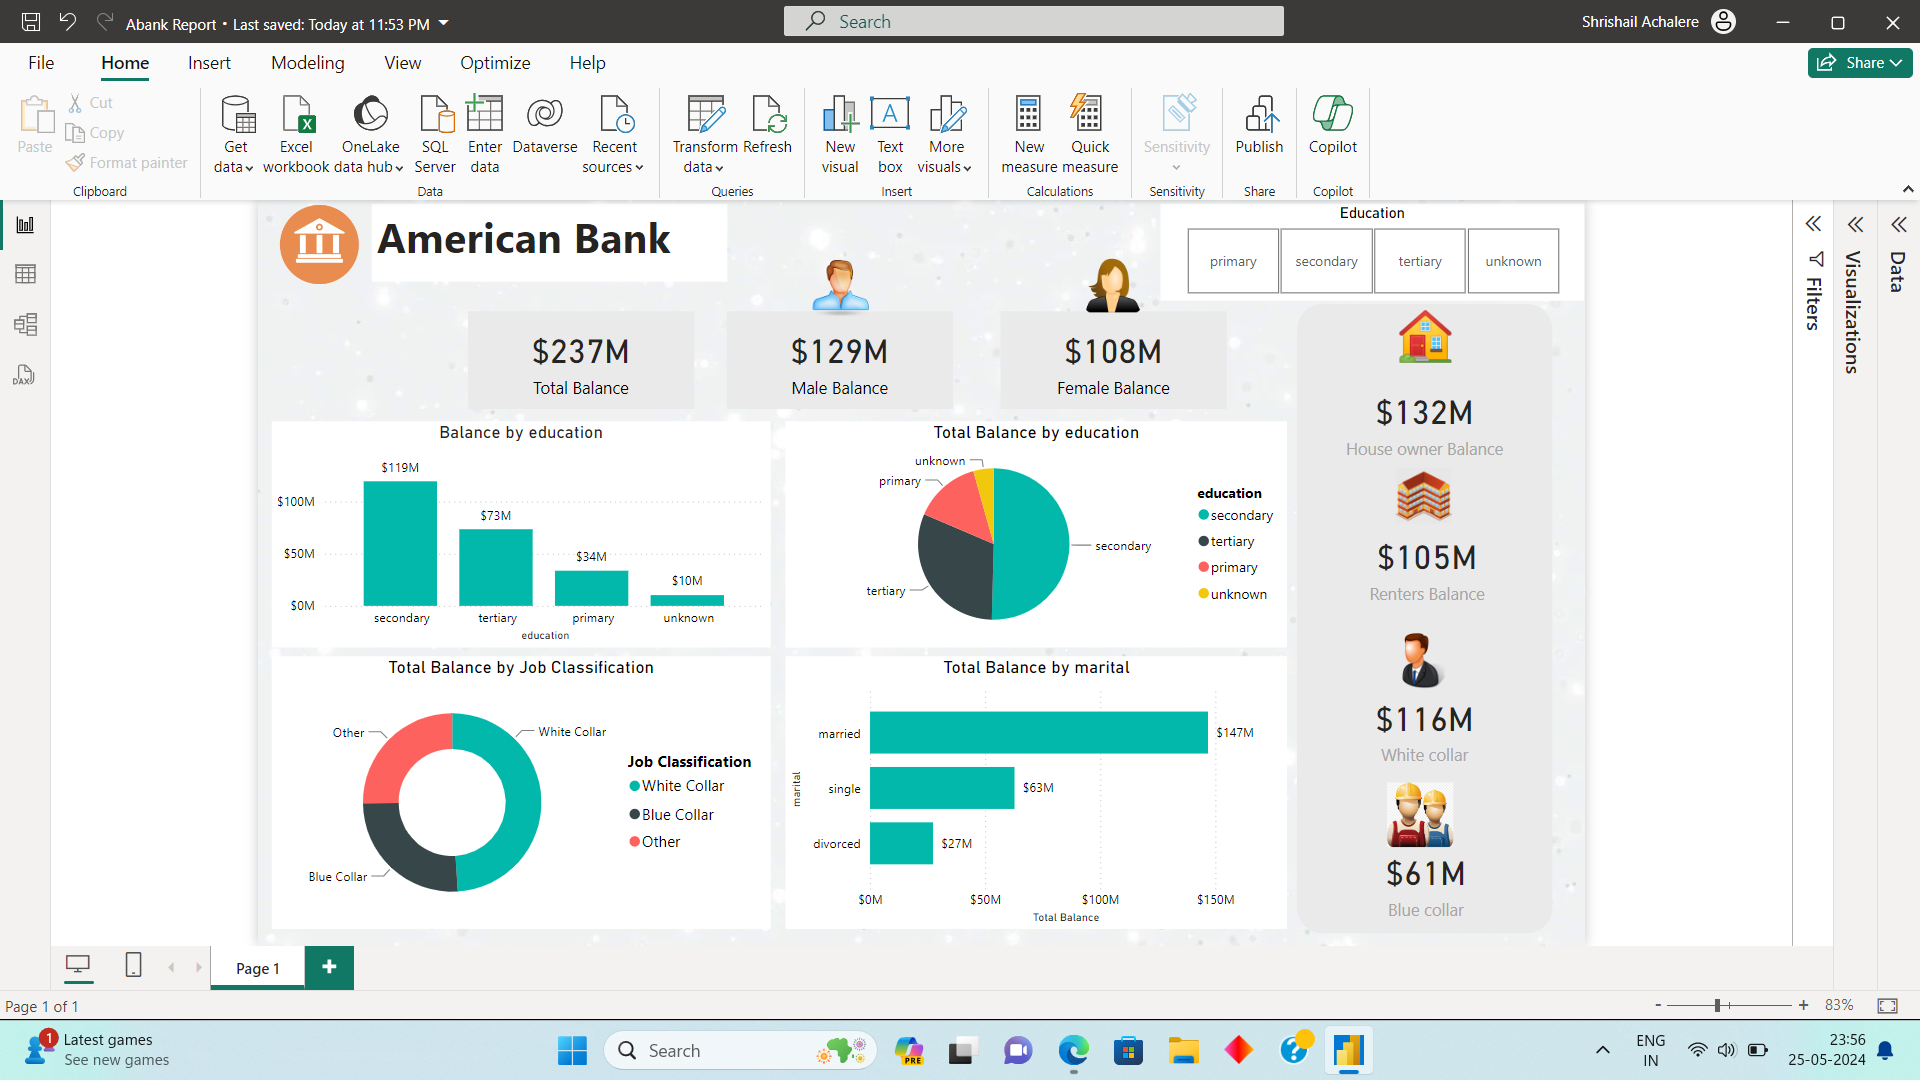 Abank Report • Last saved: Today at 11:53 PM
Search
Shrishail Achalere
File
Home
Insert
Modeling
View
Optimize
Help
Share
Paste
Cut
Copy
Format painter
Clipboard
Get data
Excel workbook
OneLake data hub
SQL Server
Enter data
Dataverse
Recent sources
Data
Transform data
Refresh
Queries
New visual
Text box
More visuals
Insert
New measure
Quick measure
Calculations
Sensitivity
Sensitivity
Publish
Share
Copilot
Copilot
American Bank
Education
primary
secondary
tertiary
unknown
$237M
Total Balance
$129M
Male Balance
$108M
Female Balance
Balance by education
$119M
$73M
$34M
$10M
$100M
$50M
$0M
secondary
tertiary
primary
unknown
education
Total Balance by education
unknown
primary
tertiary
secondary
education
secondary
tertiary
primary
unknown
Total Balance by Job Classification
Other
White Collar
Blue Collar
Job Classification
White Collar
Blue Collar
Other
Total Balance by marital
marital
married
$147M
single
$63M
divorced
$27M
$0M
$50M
$100M
$150M
Total Balance
$132M
House owner Balance
$105M
Renters Balance
$116M
White collar
$61M
Blue collar
Filters
Visualizations
Data
DAX
Page 1
Page 1 of 1
- + 83%
1
Latest games
See new games
Search
PRE
ENG
IN
23:56
25-05-2024